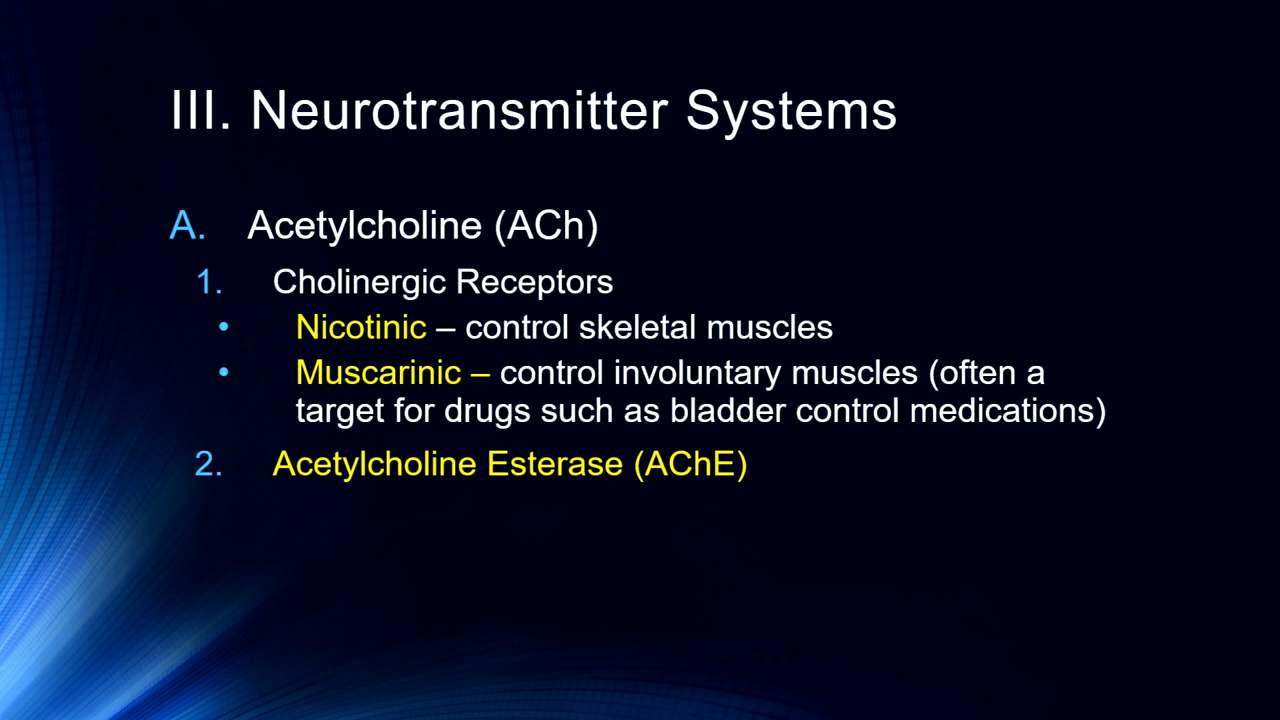 III. Neurotransmitter Systems
A. Acetylcholine (ACh)
1. Cholinergic Receptors
• Nicotinic – control skeletal muscles
• Muscarinic – control involuntary muscles (often a
target for drugs such as bladder control medications)
2. Acetylcholine Esterase (AChE)